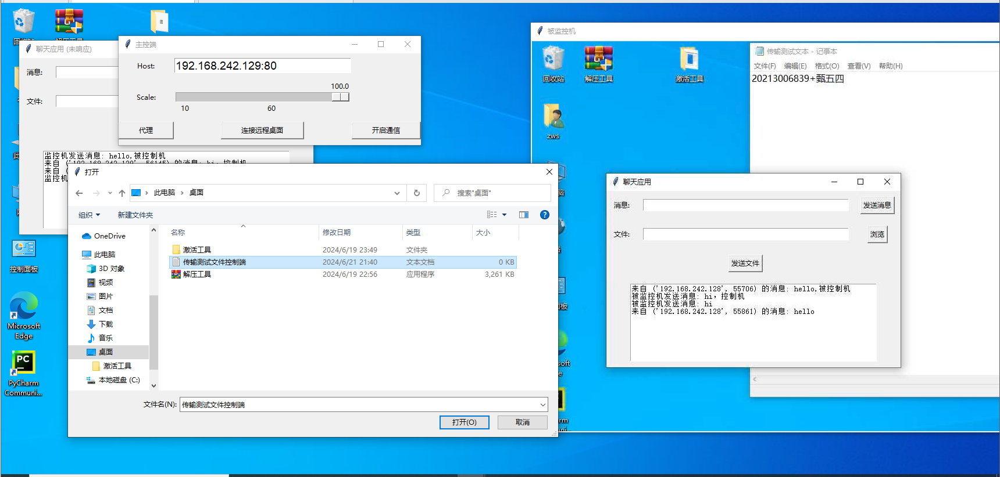 回收站
解压工具
聊天应用 (未响应)
消息:
文件:
主控端
Host:
192.168.242.129:80
100.0
Scale:
10
60
代理
连接远程桌面
开启通信
监控机发送消息: hello,被控制机
来自 ('192.168.242.129', 56145) 的消息: hi, 控制机
来自 (
监控机
打开
此电脑 › 桌面
搜索"桌面"
组织
新建文件夹
OneDrive
此电脑
3D 对象
视频
图片
文档
下载
音乐
桌面
激活工具
本地磁盘 (C:)
名称 修改日期 类型 大小
激活工具 2024/6/19 23:49 文件夹
传输测试文件控制端 2024/6/21 21:40 文本文档 0 KB
解压工具 2024/6/19 22:56 应用程序 3,261 KB
文件名(N):
传输测试文件控制端
打开(O)
取消
控制面板
Microsoft
Edge
PC
PyCharm
Communi...
被监控机
回收站
解压工具
激活工具
zws
传输测试文本 - 记事本
文件(F) 编辑(E) 格式(O) 查看(V) 帮助(H)
20213006839+甄五四
聊天应用
消息:
发送消息
文件:
浏览
发送文件
来自 ('192.168.242.128', 55706) 的消息: hello,被控制机
被监控机发送消息: hi, 控制机
被监控机发送消息: hi
来自 ('192.168.242.128', 55861) 的消息: hello